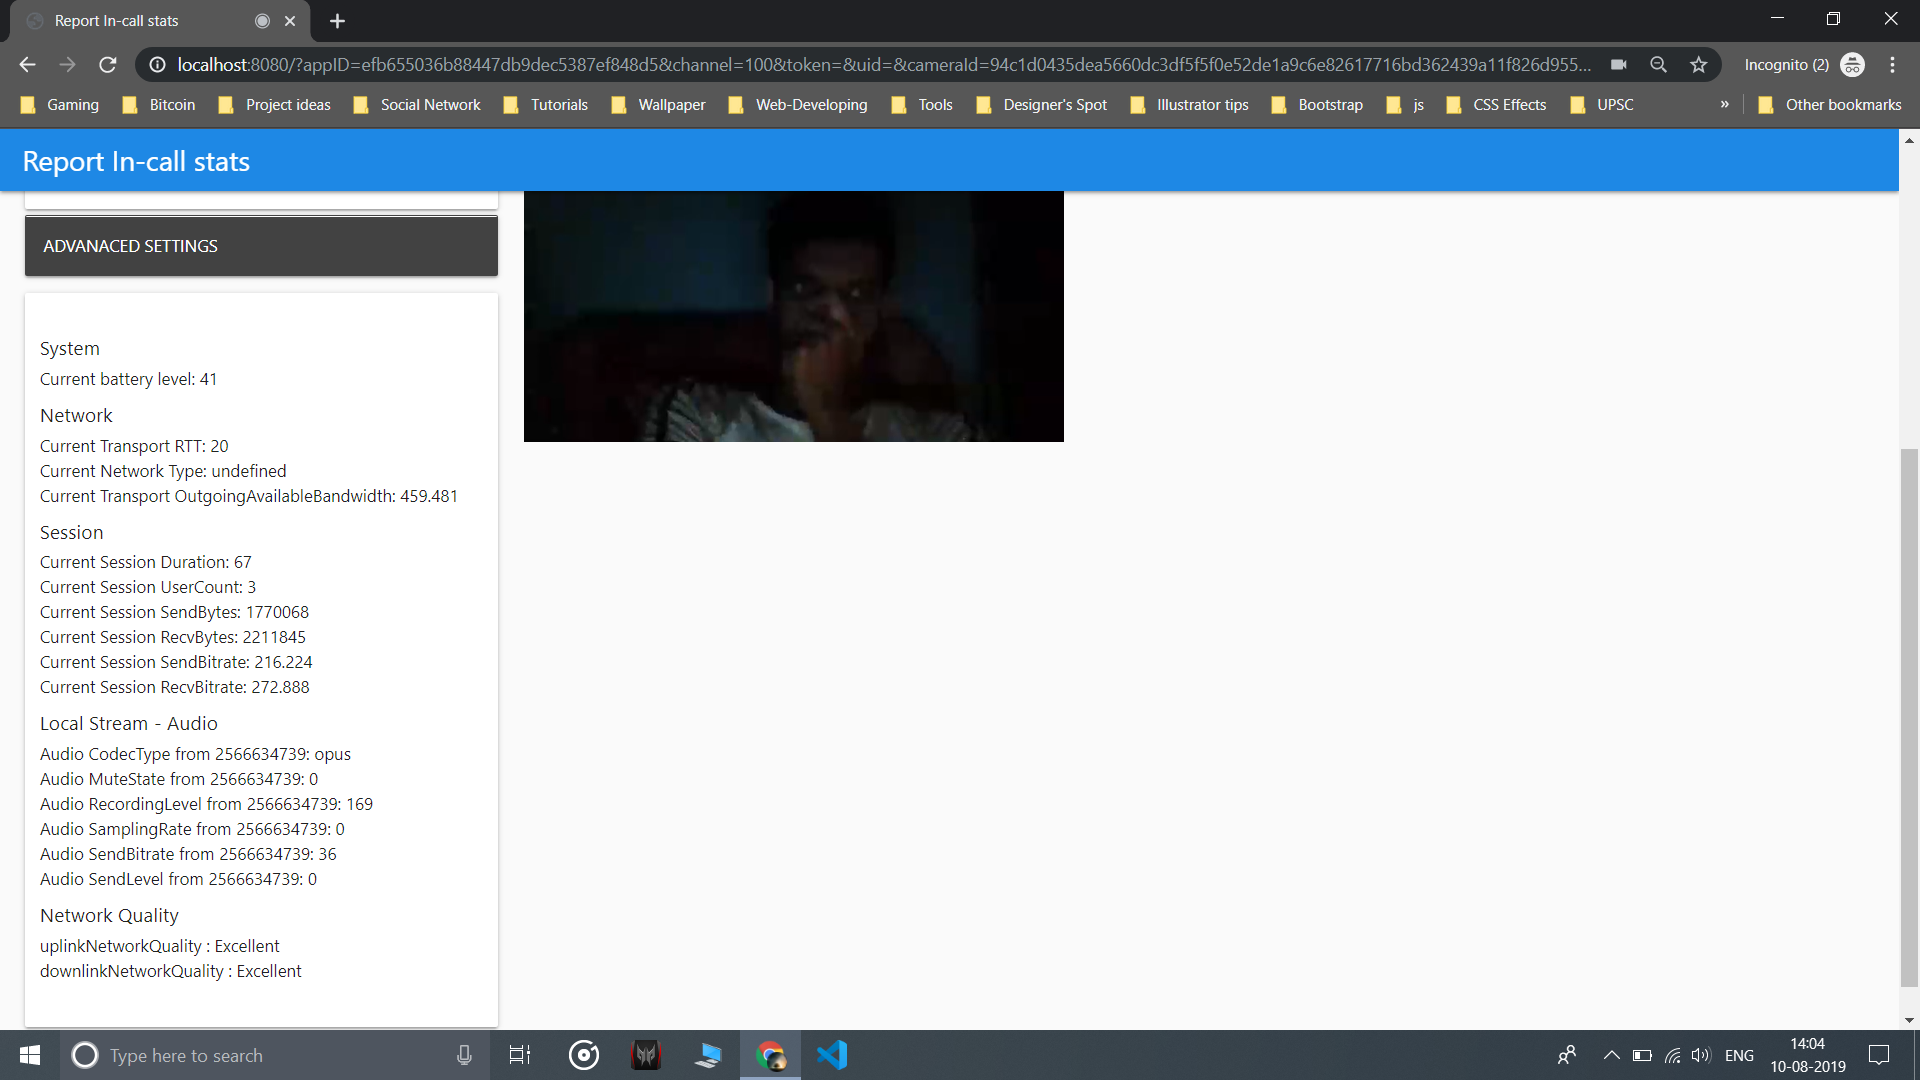 Report In-call stats
localhost:8080/?appID=efb655036b88447db9dec5387ef848d5&channel=100&token=&uid=&cameraId=94c1d0435dea5660dc3df5f5f0e52de1a9c6e82617716bd362439a11f826d955...
Incognito (2)
Gaming
Bitcoin
Project ideas
Social Network
Tutorials
Wallpaper
Web-Developing
Tools
Designer's Spot
Illustrator tips
Bootstrap
js
CSS Effects
UPSC
»
Other bookmarks
Report In-call stats
ADVANACED SETTINGS
System
Current battery level: 41
Network
Current Transport RTT: 20
Current Network Type: undefined
Current Transport OutgoingAvailableBandwidth: 459.481
Session
Current Session Duration: 67
Current Session UserCount: 3
Current Session SendBytes: 1770068
Current Session RecvBytes: 2211845
Current Session SendBitrate: 216.224
Current Session RecvBitrate: 272.888
Local Stream - Audio
Audio CodecType from 2566634739: opus
Audio MuteState from 2566634739: 0
Audio RecordingLevel from 2566634739: 169
Audio SamplingRate from 2566634739: 0
Audio SendBitrate from 2566634739: 36
Audio SendLevel from 2566634739: 0
Network Quality
uplinkNetworkQuality : Excellent
downlinkNetworkQuality : Excellent
Type here to search
ENG
14:04
10-08-2019